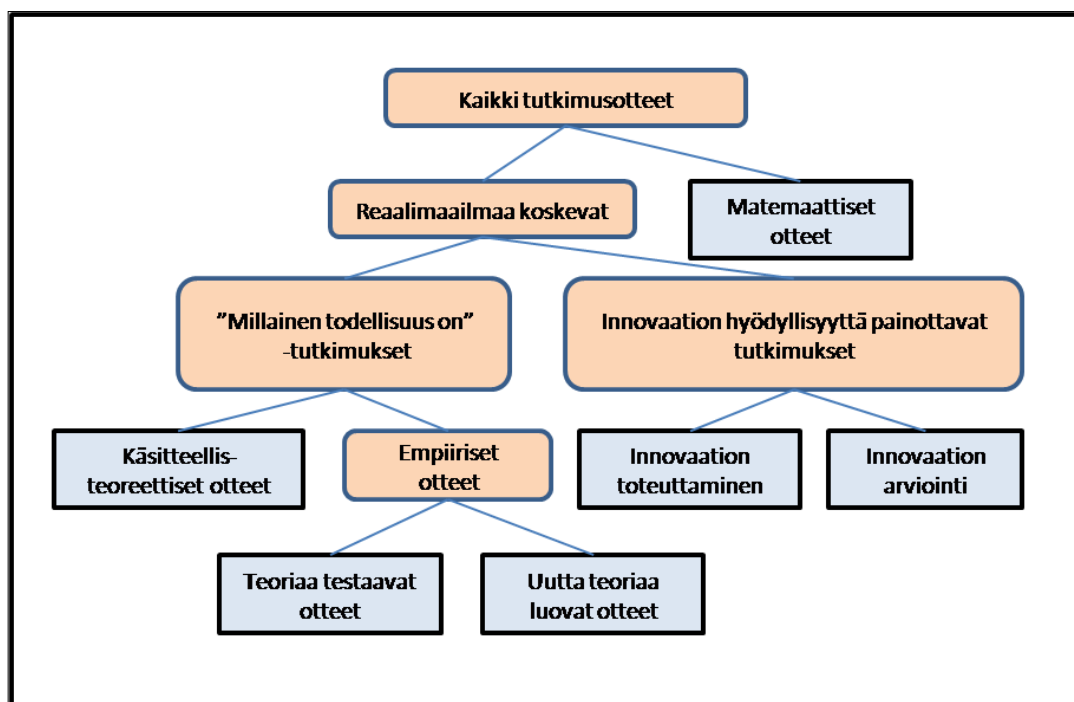 Kaikki tutkimusotteet
Reaalimaailmaa koskevat
Matemaattiset
otteet
”Millainen todellisuus on”
-tutkimukset
Innovaation hyödyllisyyttä painottavat
tutkimukset
Käsitteellis-
teoreettiset otteet
Empiiriset
otteet
Innovaation
toteuttaminen
Innovaation
arviointi
Teoriaa testaavat
otteet
Uutta teoriaa
luovat otteet